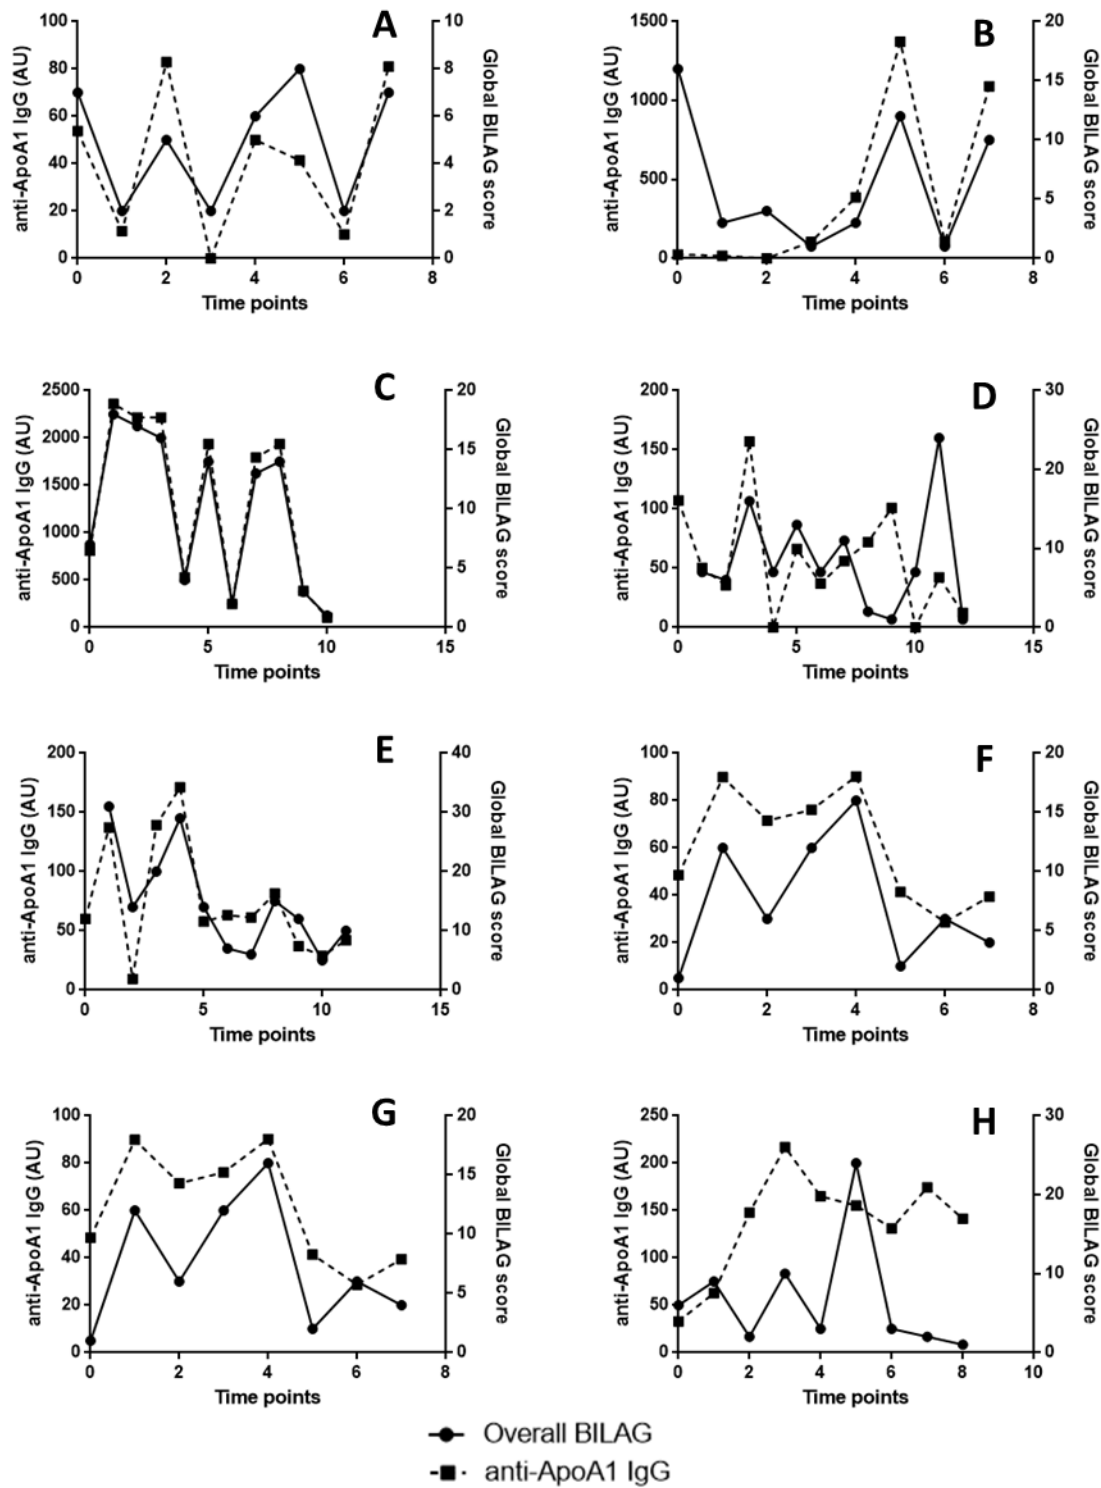 A
anti-ApoA1 IgG (AU)
100
80
60
40
20
0
10
8
6
4
2
0
Global BILAG score
0 2 4 6 8
Time points
B
anti-ApoA1 IgG (AU)
1500
1000
500
0
20
15
10
5
0
Global BILAG score
0 2 4 6 8
Time points
C
anti-ApoA1 IgG (AU)
2500
2000
1500
1000
500
0
20
15
10
5
0
Global BILAG score
0 5 10 15
Time points
D
anti-ApoA1 IgG (AU)
200
150
100
50
0
30
20
10
0
Global BILAG score
0 5 10 15
Time points
E
anti-ApoA1 IgG (AU)
200
150
100
50
0
40
30
20
10
0
Global BILAG score
0 5 10 15
Time points
F
anti-ApoA1 IgG (AU)
100
80
60
40
20
0
20
15
10
5
0
Global BILAG score
0 2 4 6 8
Time points
G
anti-ApoA1 IgG (AU)
100
80
60
40
20
0
20
15
10
5
0
Global BILAG score
0 2 4 6 8
Time points
H
anti-ApoA1 IgG (AU)
250
200
150
100
50
0
30
20
10
0
Global BILAG score
0 2 4 6 8 10
Time points
Overall BILAG
anti-ApoA1 IgG